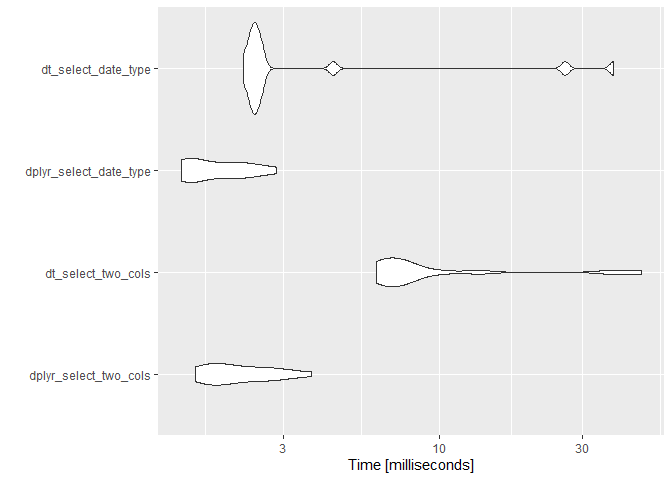 dt_select_date_type
dplyr_select_date_type
dt_select_two_cols
dplyr_select_two_cols
3 10 30
Time [milliseconds]